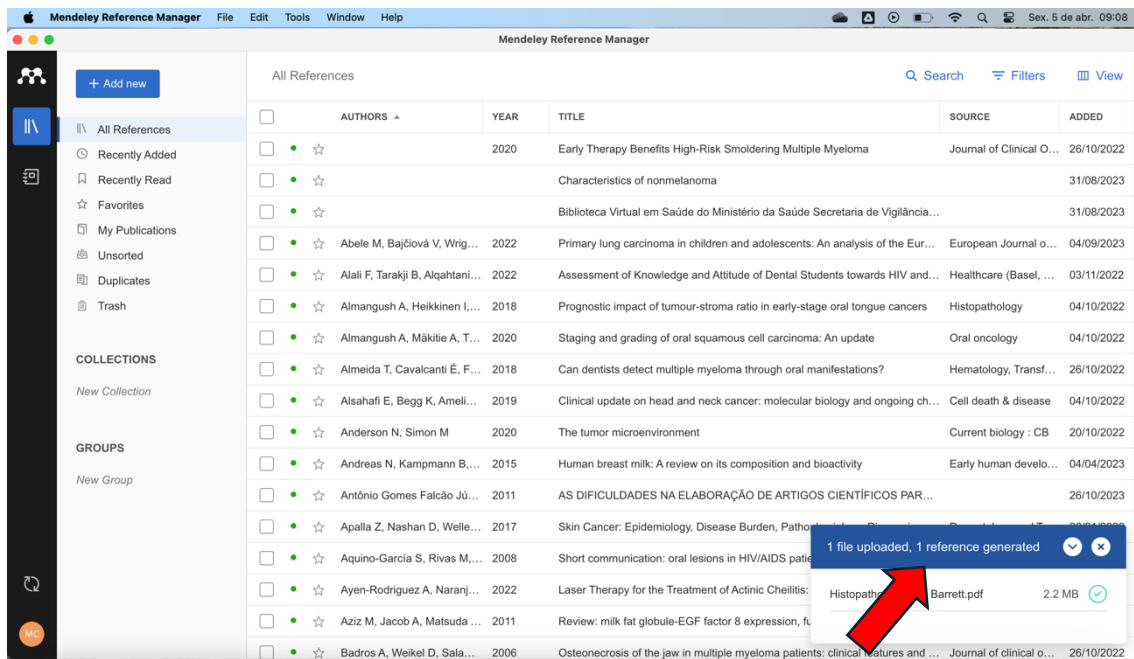 Mendeley Reference Manager File Edit Tools Window Help Sex. 5 de abr. 09:08
Mendeley Reference Manager
+ Add new
All References
Recently Added
Recently Read
Favorites
My Publications
Unsorted
Duplicates
Trash
COLLECTIONS
New Collection
GROUPS
New Group
MC
All References Search Filters View
AUTHORS YEAR TITLE SOURCE ADDED
2020 Early Therapy Benefits High-Risk Smoldering Multiple Myeloma Journal of Clinical O... 26/10/2022
Characteristics of nonmelanoma 31/08/2023
Biblioteca Virtual em Saúde do Ministério da Saúde Secretaria de Vigilância... 31/08/2023
Abele M, Bajčiová V, Wrig... 2022 Primary lung carcinoma in children and adolescents: An analysis of the Eur... European Journal o... 04/09/2023
Alali F, Tarakji B, Alqahtani... 2022 Assessment of Knowledge and Attitude of Dental Students towards HIV and... Healthcare (Basel, ... 03/11/2022
Almangush A, Heikkinen I,... 2018 Prognostic impact of tumour-stroma ratio in early-stage oral tongue cancers Histopathology 04/10/2022
Almangush A, Mäkitie A, T... 2020 Staging and grading of oral squamous cell carcinoma: An update Oral oncology 04/10/2022
Almeida T, Cavalcanti É, F... 2018 Can dentists detect multiple myeloma through oral manifestations? Hematology, Transf... 26/10/2022
Alsahafi E, Begg K, Ameli... 2019 Clinical update on head and neck cancer: molecular biology and ongoing ch... Cell death & disease 04/10/2022
Anderson N, Simon M 2020 The tumor microenvironment Current biology : CB 20/10/2022
Andreas N, Kampmann B,... 2015 Human breast milk: A review on its composition and bioactivity Early human develo... 04/04/2023
Antônio Gomes Falcão Jú... 2011 AS DIFICULDADES NA ELABORAÇÃO DE ARTIGOS CIENTÍFICOS PAR... 26/10/2023
Apalla Z, Nashan D, Welle... 2017 Skin Cancer: Epidemiology, Disease Burden,
Aquino-García S, Rivas M,... 2008 Short communication: oral lesions in HIV/AIDS
Ayen-Rodriguez A, Naranj... 2022 Laser Therapy for the Treatment of Actinic Cheilitis:
Aziz M, Jacob A, Matsuda ... 2011 Review: milk fat globule-EGF factor 8 expression,
Badros A, Weikel D, Sala... 2006 Osteonecrosis of the jaw in multiple myeloma patients: clinical features and ... Journal of clinical o... 26/10/2022
1 file uploaded, 1 reference generated
Barrett.pdf 2.2 MB